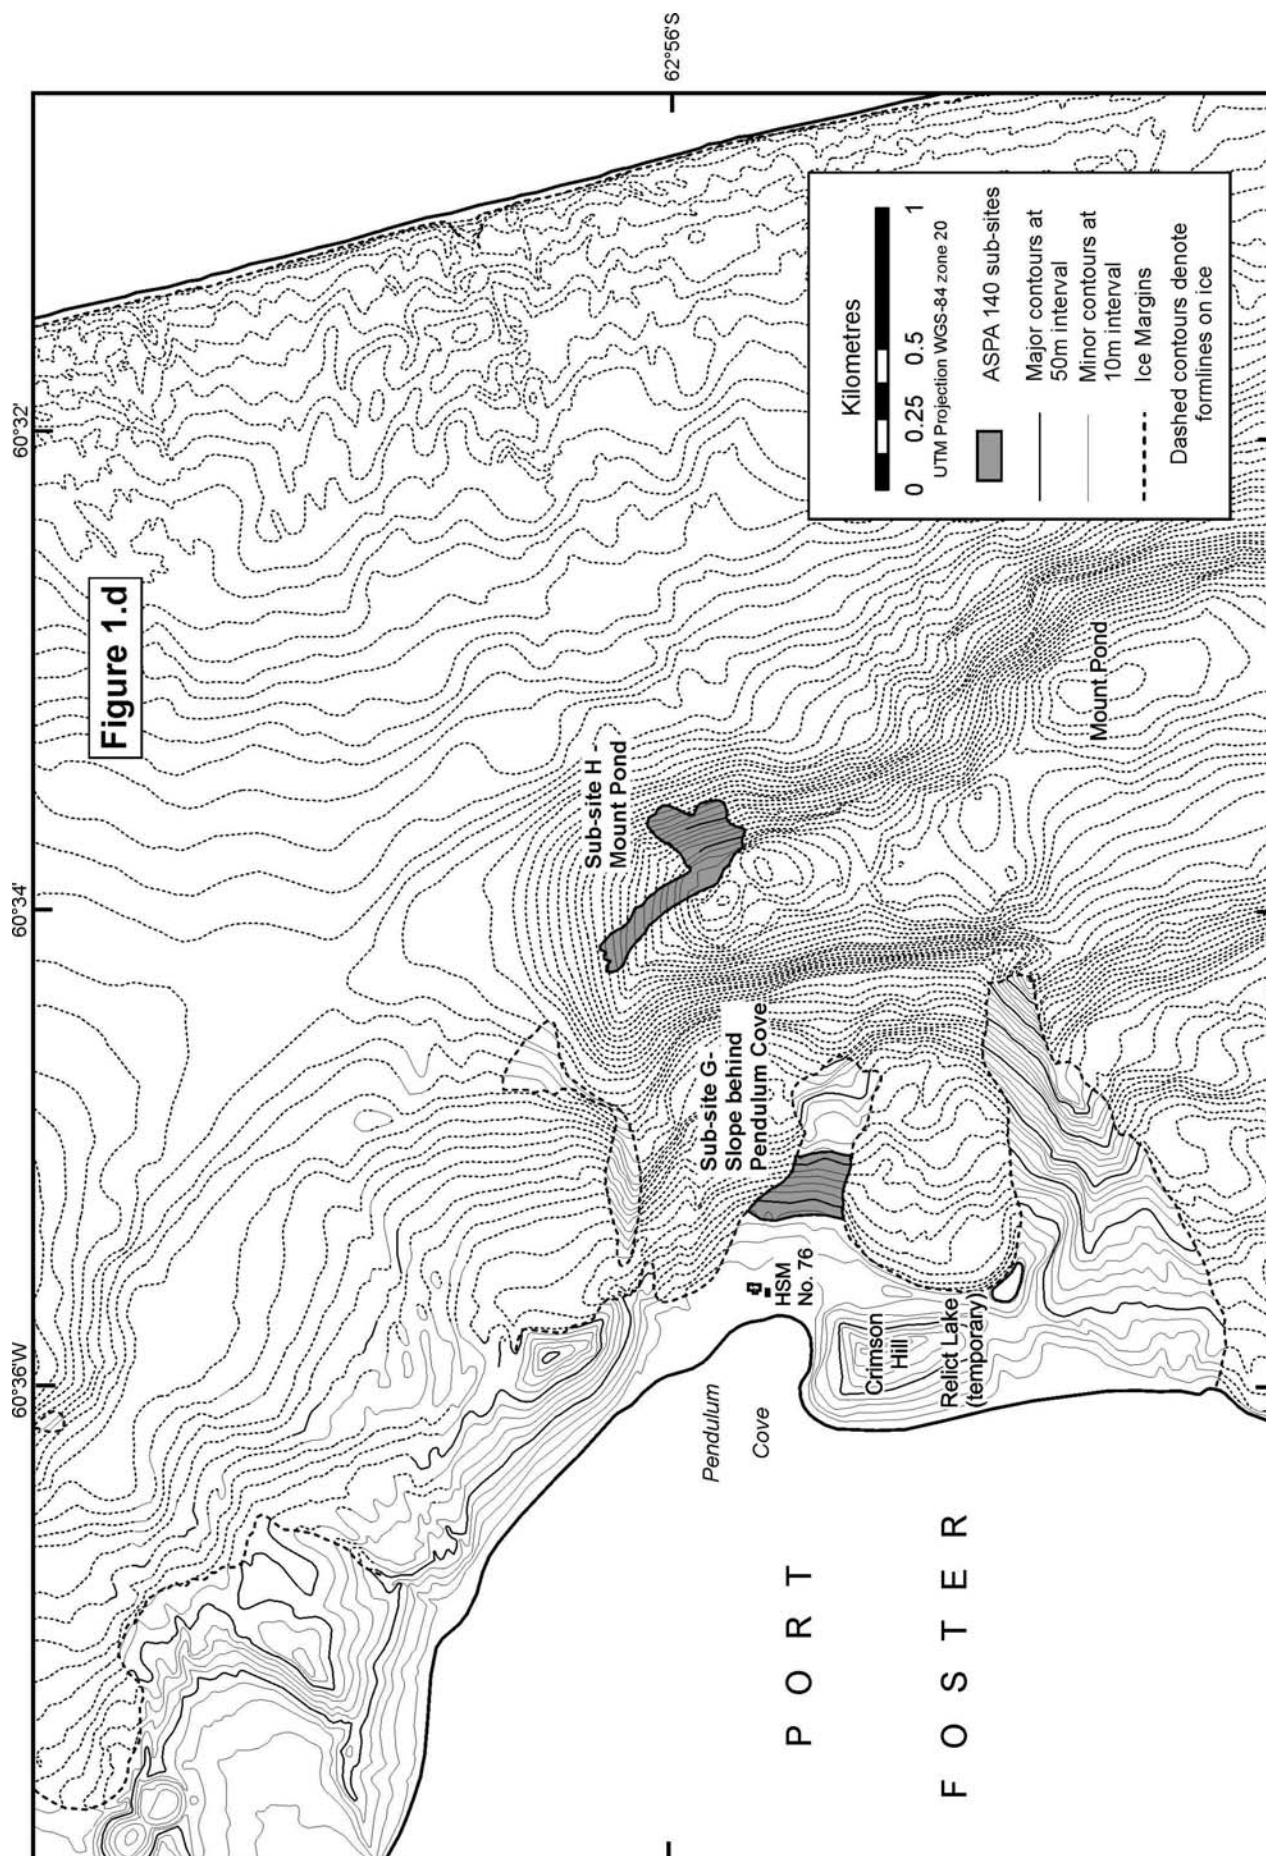 Figure 1.d
60°36'W
60°34'
60°32'
62°56'S
Sub-site H -
Mount Pond
Sub-site G-
Slope behind
Pendulum Cove
HSM
No. 76
Pendulum
Cove
Crimson
Hill
Relict Lake
(temporary)
Mount Pond
PORT
FOSTER
Kilometres
0 0.25 0.5 1
UTM Projection WGS-84 zone 20
ASPA 140 sub-sites
Major contours at
50m interval
Minor contours at
10m interval
Ice Margins
Dashed contours denote
formlines on ice